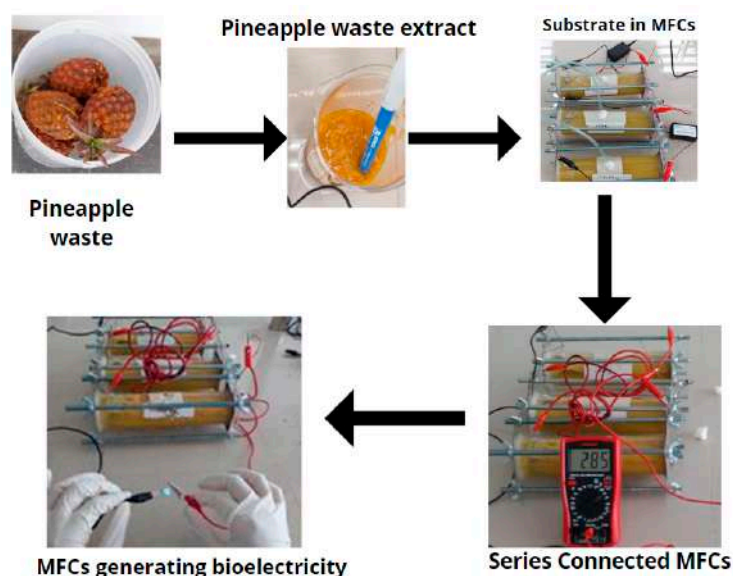 Pineapple waste extract
Substrate in MFCs
Pineapple
waste
MFCs generating bioelectricity
285
Series Connected MFCs